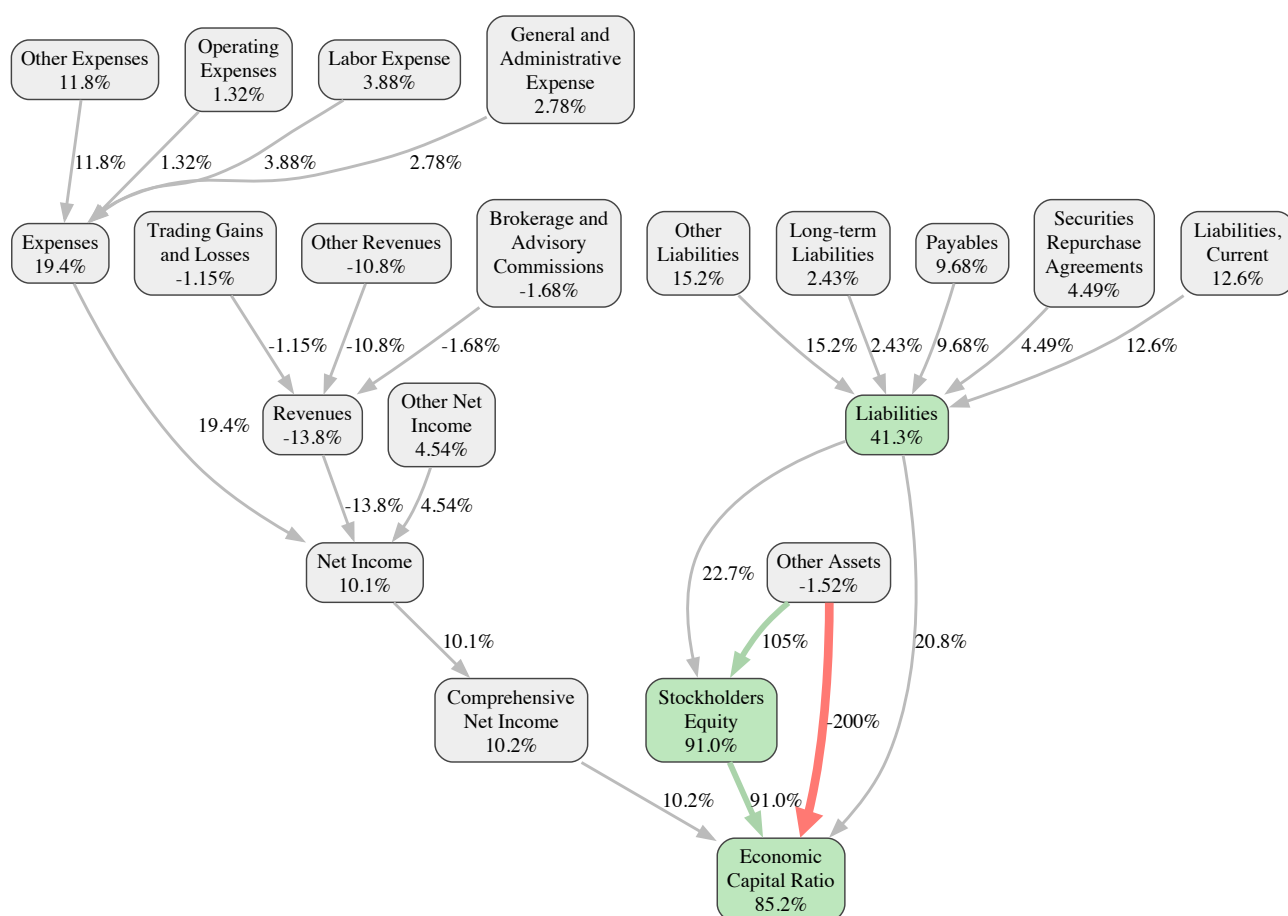 Other Expenses
11.8%
Operating
Expenses
1.32%
Labor Expense
3.88%
General and
Administrative
Expense
2.78%
11.8%
1.32%
3.88%
2.78%
Expenses
19.4%
Trading Gains
and Losses
-1.15%
Other Revenues
-10.8%
Brokerage and
Advisory
Commissions
-1.68%
Other
Liabilities
15.2%
Long-term
Liabilities
2.43%
Payables
9.68%
Securities
Repurchase
Agreements
4.49%
Liabilities,
Current
12.6%
-1.15%
-10.8%
-1.68%
15.2%
2.43%
9.68%
4.49%
12.6%
19.4%
Revenues
-13.8%
Other Net
Income
4.54%
Liabilities
41.3%
-13.8%
4.54%
Net Income
10.1%
22.7%
Other Assets
-1.52%
10.1%
105%
20.8%
Comprehensive
Net Income
10.2%
Stockholders
Equity
91.0%
-200%
10.2%
91.0%
Economic
Capital Ratio
85.2%